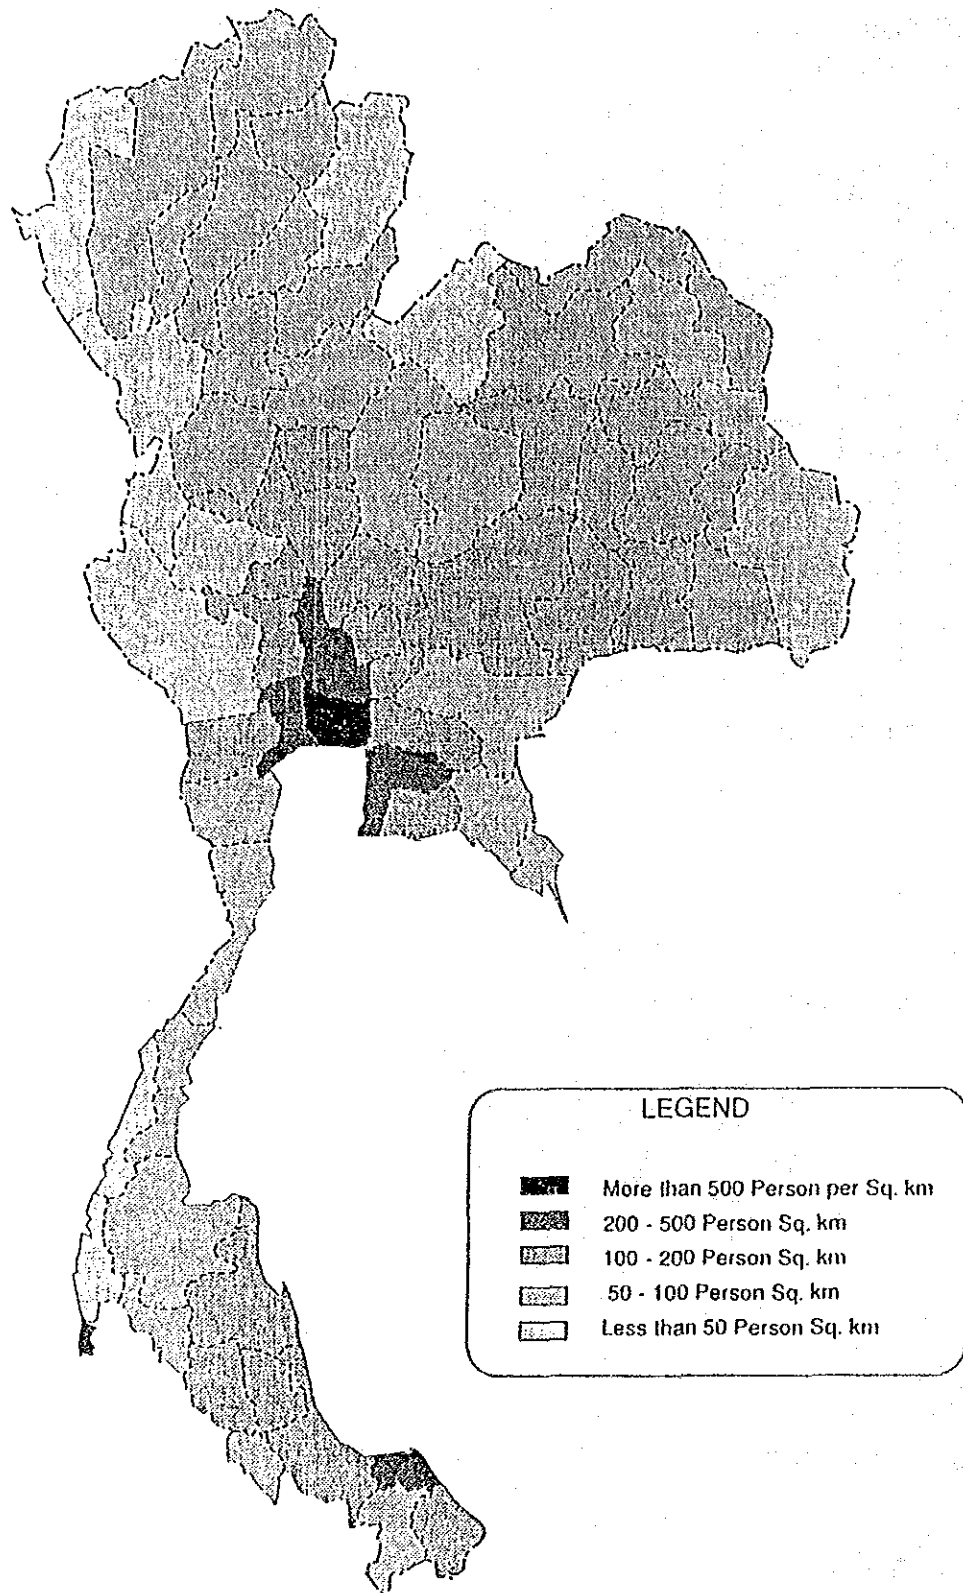 LEGEND
More than 500 Person per Sq. km
200 - 500 Person Sq. km
100 - 200 Person Sq. km
50 - 100 Person Sq. km
Less than 50 Person Sq. km